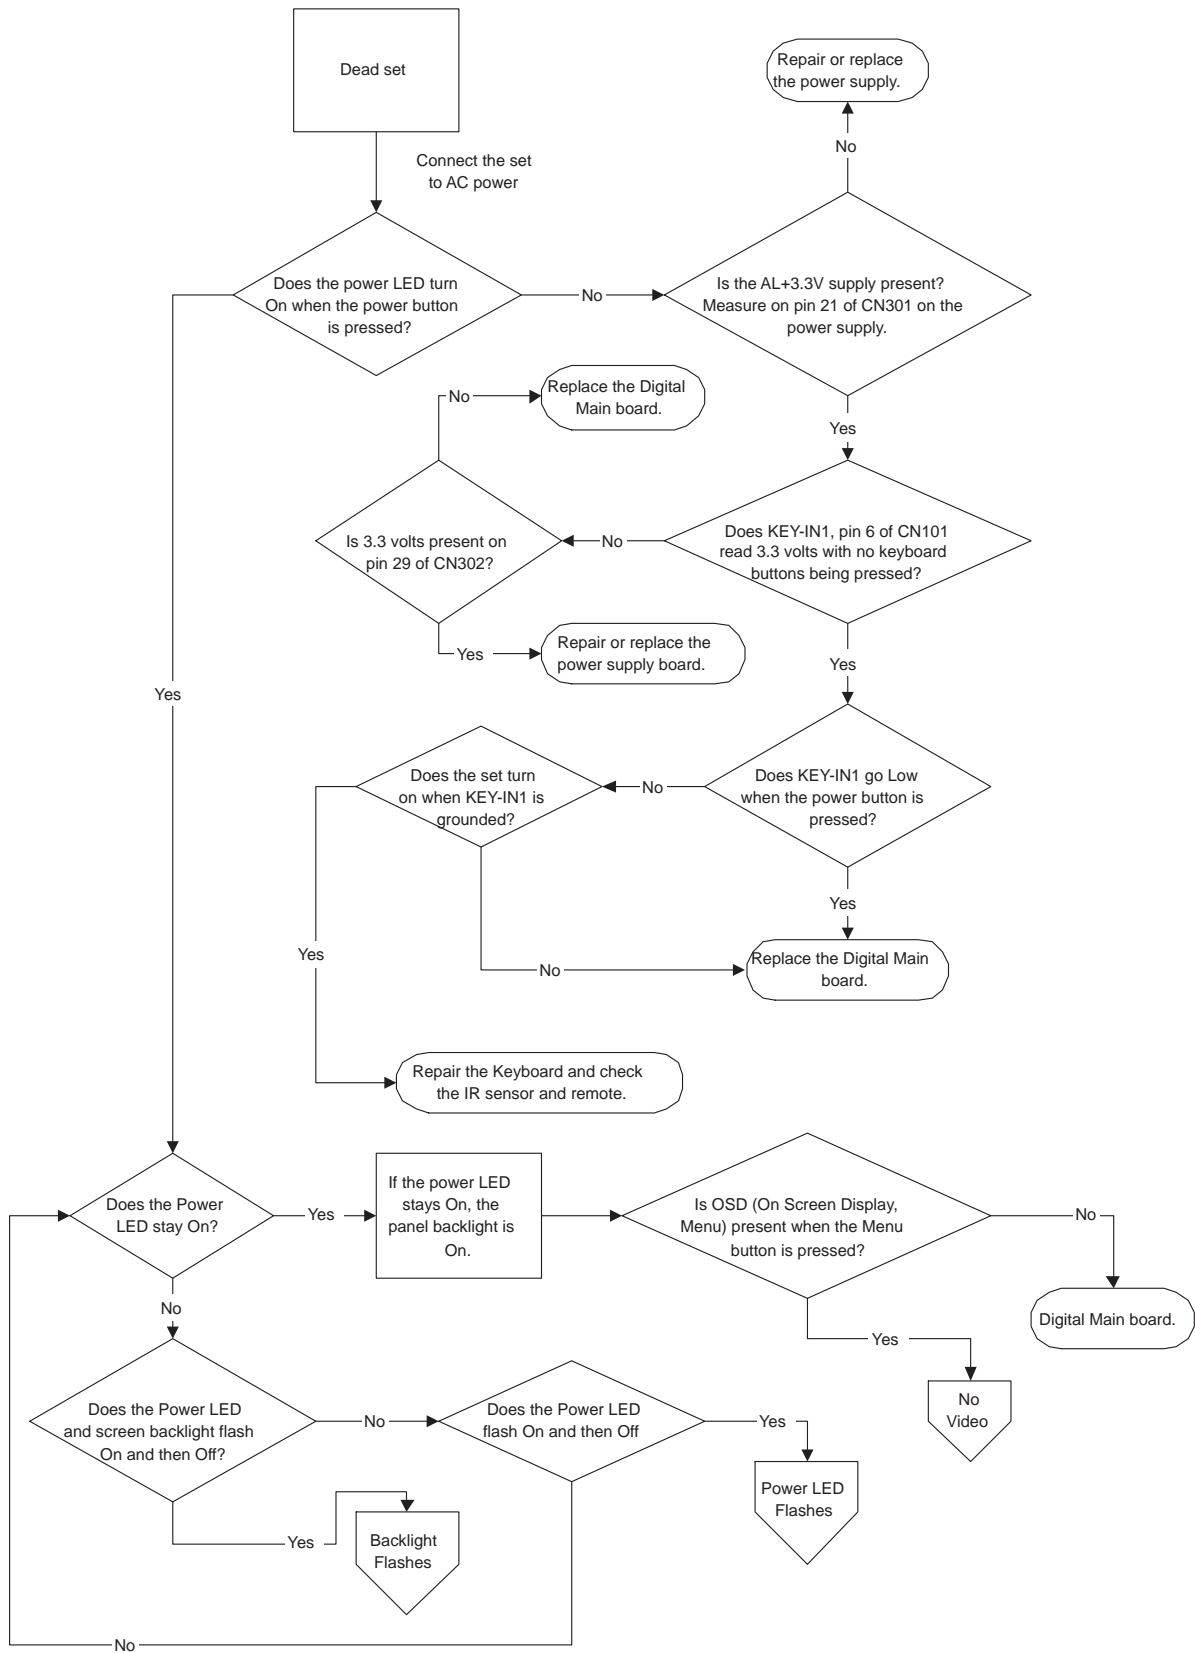 Dead set
Connect the set
to AC power
Repair or replace
the power supply.
No
Does the power LED turn
On when the power button
is pressed?
No
Is the AL+3.3V supply present?
Measure on pin 21 of CN301 on the
power supply.
No
Replace the Digital
Main board.
Yes
Is 3.3 volts present on
pin 29 of CN302?
No
Does KEY-IN1, pin 6 of CN101
read 3.3 volts with no keyboard
buttons being pressed?
Yes
Repair or replace the
power supply board.
Yes
Yes
Does the set turn
on when KEY-IN1 is
grounded?
No
Does KEY-IN1 go Low
when the power button is
pressed?
Yes
Yes
No
Replace the Digital Main
board.
Repair the Keyboard and check
the IR sensor and remote.
Does the Power
LED stay On?
Yes
If the power LED
stays On, the
panel backlight is
On.
Is OSD (On Screen Display,
Menu) present when the Menu
button is pressed?
No
Digital Main board.
No
Yes
No
Video
Does the Power LED
and screen backlight flash
On and then Off?
No
Does the Power LED
flash On and then Off
Yes
Power LED
Flashes
Yes
Backlight
Flashes
No